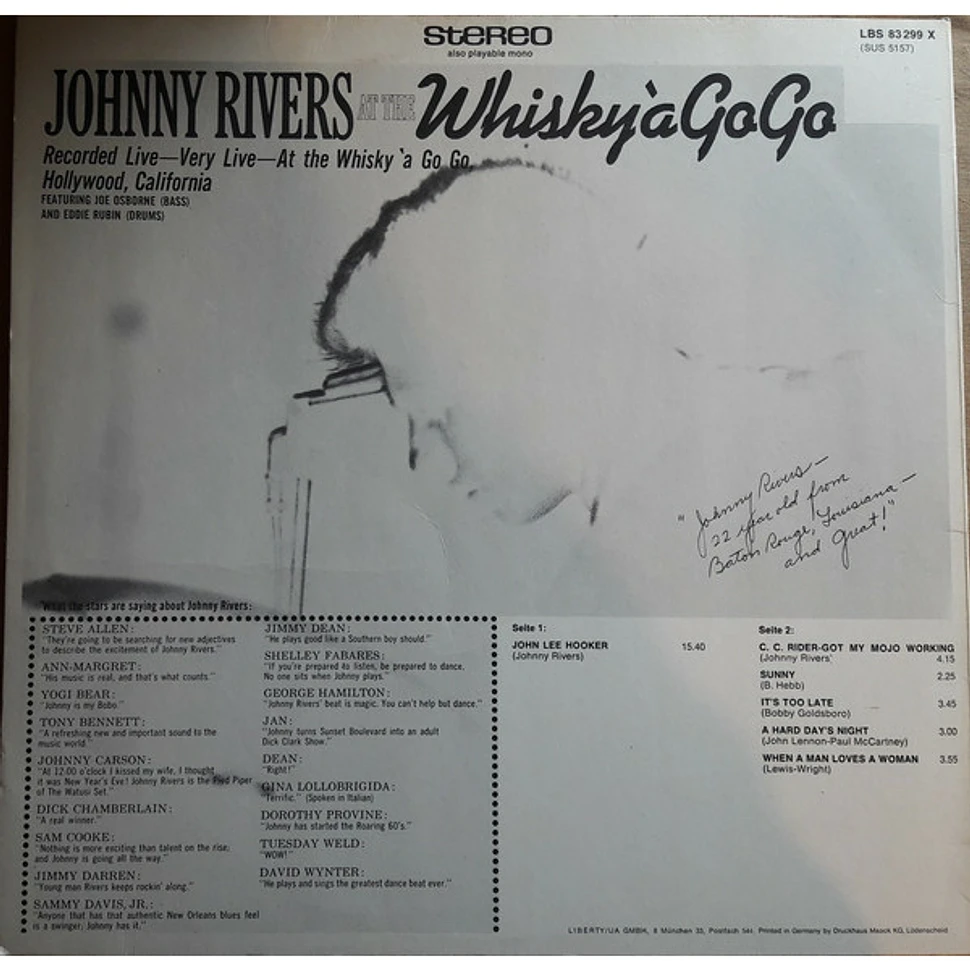 stereo
also playable mono
LBS 83 299 X
(SUS 5157)
JOHNNY RIVERS AT THE Whisky à GoGo
Recorded Live—Very Live—At the Whisky 'a Go Go,
Hollywood, California
FEATURING JOE OSBORNE (BASS)
AND EDDIE RUBIN (DRUMS)
"Johnny Rivers—
22 year old from
Baton Rouge, Louisiana—
and Great!"
What the stars are saying about Johnny Rivers:
STEVE ALLEN:
"They're going to be searching for new adjectives
to describe the excitement of Johnny Rivers."
ANN-MARGRET:
"His music is real, and that's what counts."
YOGI BEAR:
"Johnny is my Bobo."
TONY BENNETT:
"A refreshing new and important sound to the
music world."
JOHNNY CARSON:
"At 12:00 o'clock I kissed my wife, I thought
it was New Year's Eve! Johnny Rivers is the Pied Piper
of The Watusi Set."
DICK CHAMBERLAIN:
"A real winner."
SAM COOKE:
"Nothing is more exciting than talent on the rise;
and Johnny is going all the way."
JIMMY DARREN:
"Young man Rivers keeps rockin' along."
SAMMY DAVIS, JR.:
"Anyone that has that authentic New Orleans blues feel
is a swinger; Johnny has it."
JIMMY DEAN:
"He plays good like a Southern boy should."
SHELLEY FABARES:
"If you're prepared to listen, be prepared to dance.
No one sits when Johnny plays."
GEORGE HAMILTON:
"Johnny Rivers' beat is magic. You can't help but dance."
JAN:
"Johnny turns Sunset Boulevard into an adult
Dick Clark Show."
DEAN:
"Right!"
GINA LOLLOBRIGIDA:
"Terrific." (Spoken in Italian)
DOROTHY PROVINE:
"Johnny has started the Roaring 60's."
TUESDAY WELD:
"WOW!"
DAVID WYNTER:
"He plays and sings the greatest dance beat ever."
Seite 1:
JOHN LEE HOOKER 15.40
(Johnny Rivers)
Seite 2:
C. C. RIDER-GOT MY MOJO WORKING
(Johnny Rivers' 4.15
SUNNY 2.25
(B. Hebb)
IT'S TOO LATE 3.45
(Bobby Goldsboro)
A HARD DAY'S NIGHT 3.00
(John Lennon-Paul McCartney)
WHEN A MAN LOVES A WOMAN 3.55
(Lewis-Wright)
LIBERTY/UA GMBH, 8 München 33, Postfach 541. Printed in Germany by Druckhaus Maack KG, Lüdenscheid.